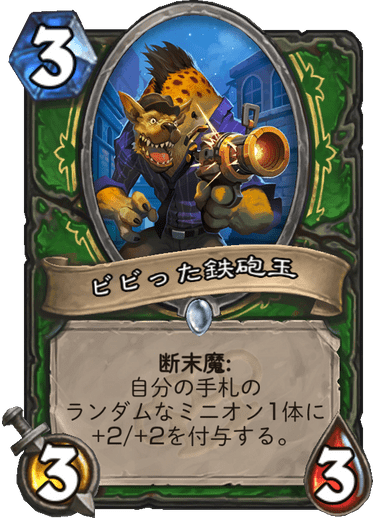 3
ビビった鉄砲玉
断末魔:
自分の手札の
ランダムなミニオン1体に
+2/+2を付与する。
3
3